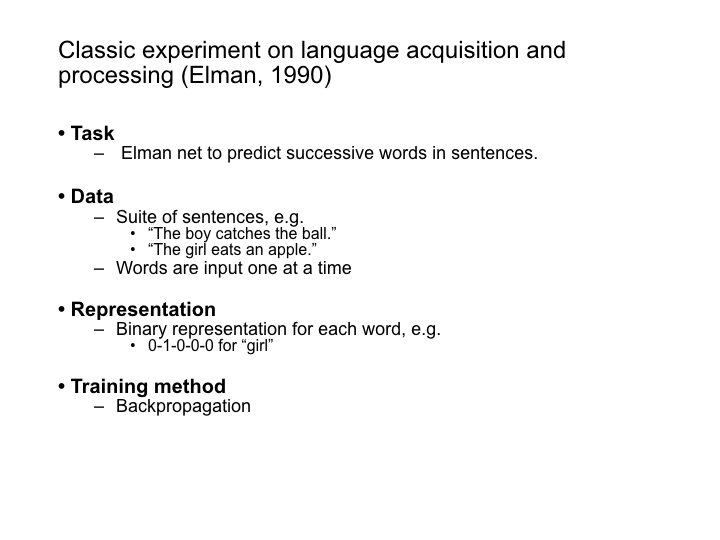 Classic experiment on language acquisition and
processing (Elman, 1990)
• Task
– Elman net to predict successive words in sentences.
• Data
– Suite of sentences, e.g.
• “The boy catches the ball.”
• “The girl eats an apple.”
– Words are input one at a time
• Representation
– Binary representation for each word, e.g.
• 0-1-0-0-0 for “girl”
• Training method
– Backpropagation